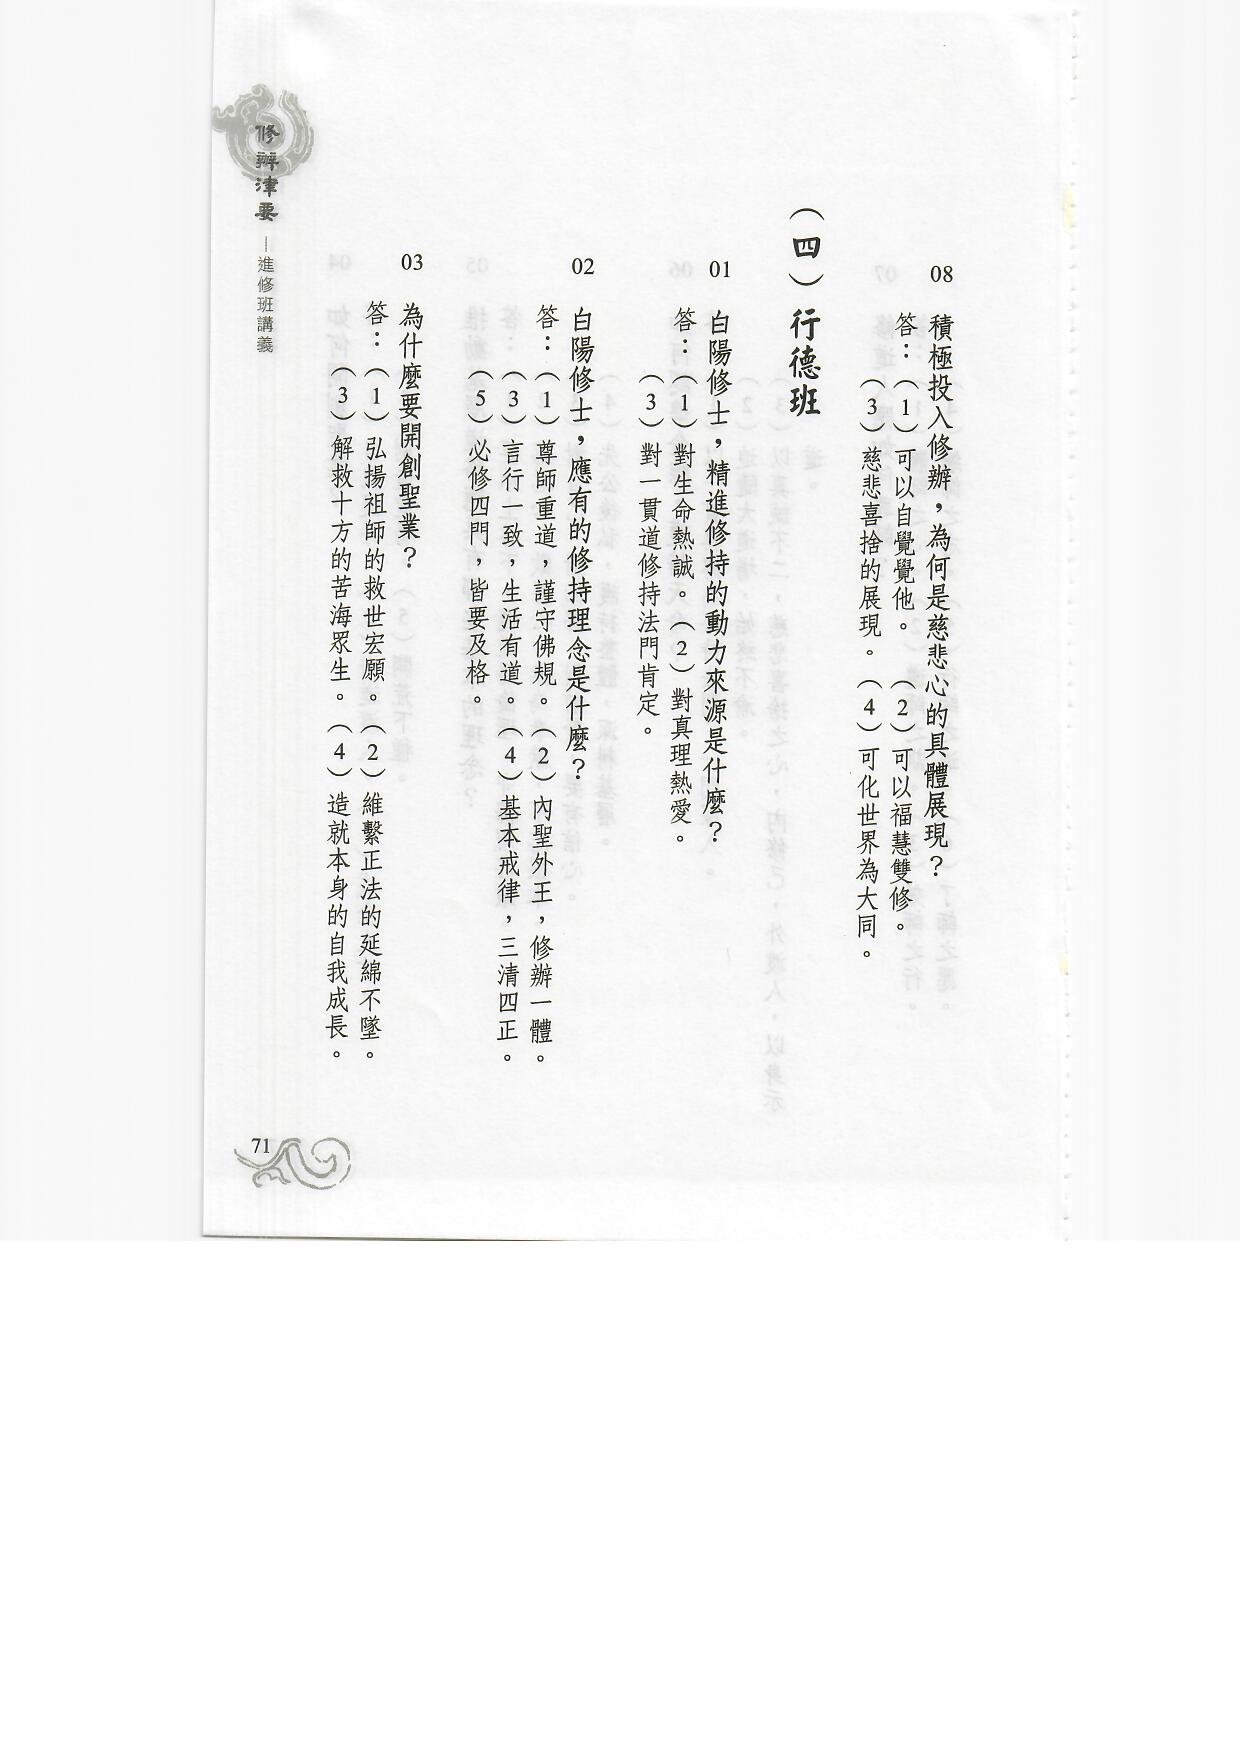 08 積極投入修辦，為何是慈悲心的具體展現？
答：（1）可以自覺覺他。（2）可以福慧雙修。
（3）慈悲喜捨的展現。（4）可化世界為大同。
（四）行德班
01 白陽修士，精進修持的動力來源是什麼？
答：（1）對生命熱誠。（2）對真理熱愛。
（3）對一貫道修持法門肯定。
02 白陽修士，應有的修持理念是什麼？
答：（1）尊師重道，謹守佛規。（2）內聖外王，修辦一體。
（3）言行一致，生活有道。（4）基本戒律，三清四正。
（5）必修四門，皆要及格。
03 為什麼要開創聖業？
答：（1）弘揚祖師的救世宏願。（2）維繫正法的延綿不墜。
（3）解救十方的苦海眾生。（4）造就本身的自我成長。
修辦津要 — 進修班講義
71